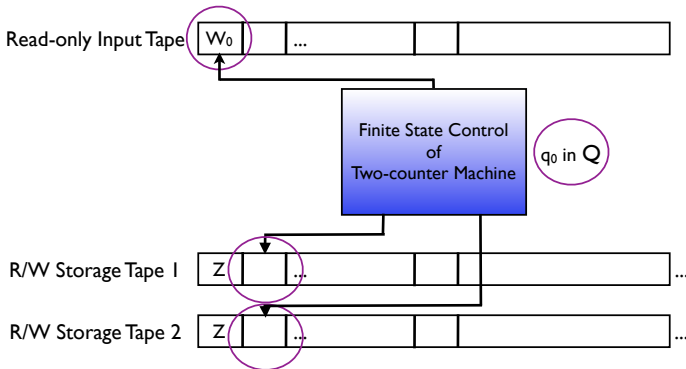 Read-only Input Tape
W₀
...
Finite State Control
of
Two-counter Machine
q₀ in Q
R/W Storage Tape 1
Z
...
...
R/W Storage Tape 2
Z
...
...